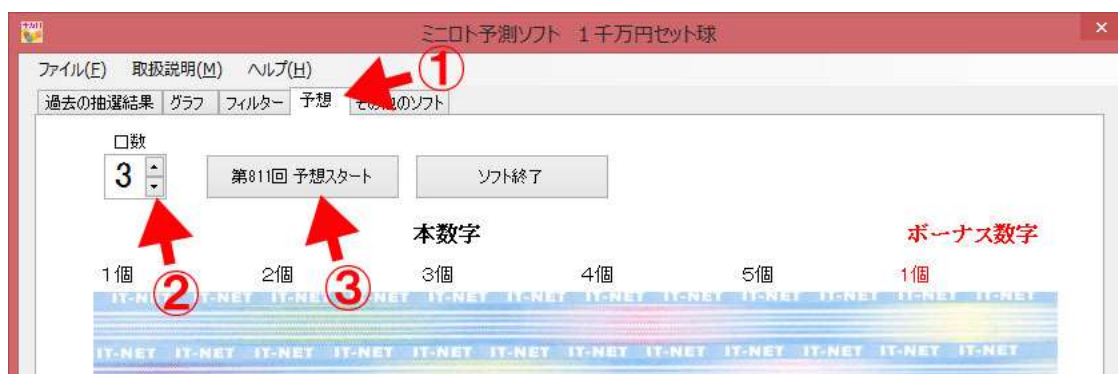 ミニロト予測ソフト １千万円セット球
ファイル(F) 取扱説明(M) ヘルプ(H)
①
過去の抽選結果 グラフ フィルター 予想 その他のソフト
口数
3 第811回 予想スタート ソフト終了
本数字 ボーナス数字
1個 2個 3個 4個 5個 1個
② ③
IT-NET IT-NET IT-NET IT-NET IT-NET IT-NET IT-NET IT-NET IT-NET IT-NET IT-NET
IT-NET IT-NET IT-NET IT-NET IT-NET IT-NET IT-NET IT-NET IT-NET IT-NET IT-NET IT-NET